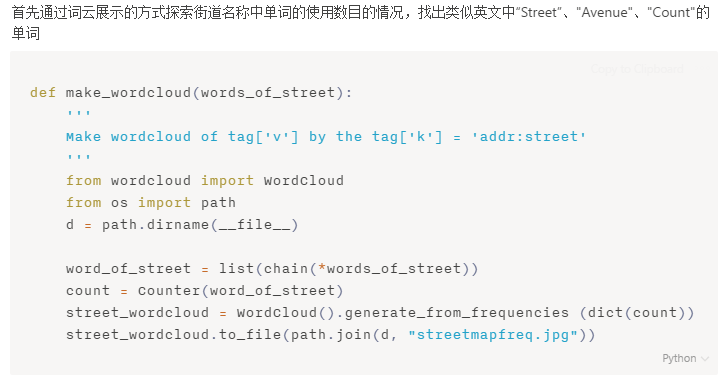 首先通过词云展示的方式探索街道名称中单词的使用数目的情况，找出类似英文中“Street”、"Avenue"、"Count"的
单词
def make_wordcloud(words_of_street):
    '''
    Make wordcloud of tag['v'] by the tag['k'] = 'addr:street'
    '''
    from wordcloud import WordCloud
    from os import path
    d = path.dirname(__file__)

    word_of_street = list(chain(*words_of_street))
    count = Counter(word_of_street)
    street_wordcloud = WordCloud().generate_from_frequencies (dict(count))
    street_wordcloud.to_file(path.join(d, "streetmapfreq.jpg"))
Python